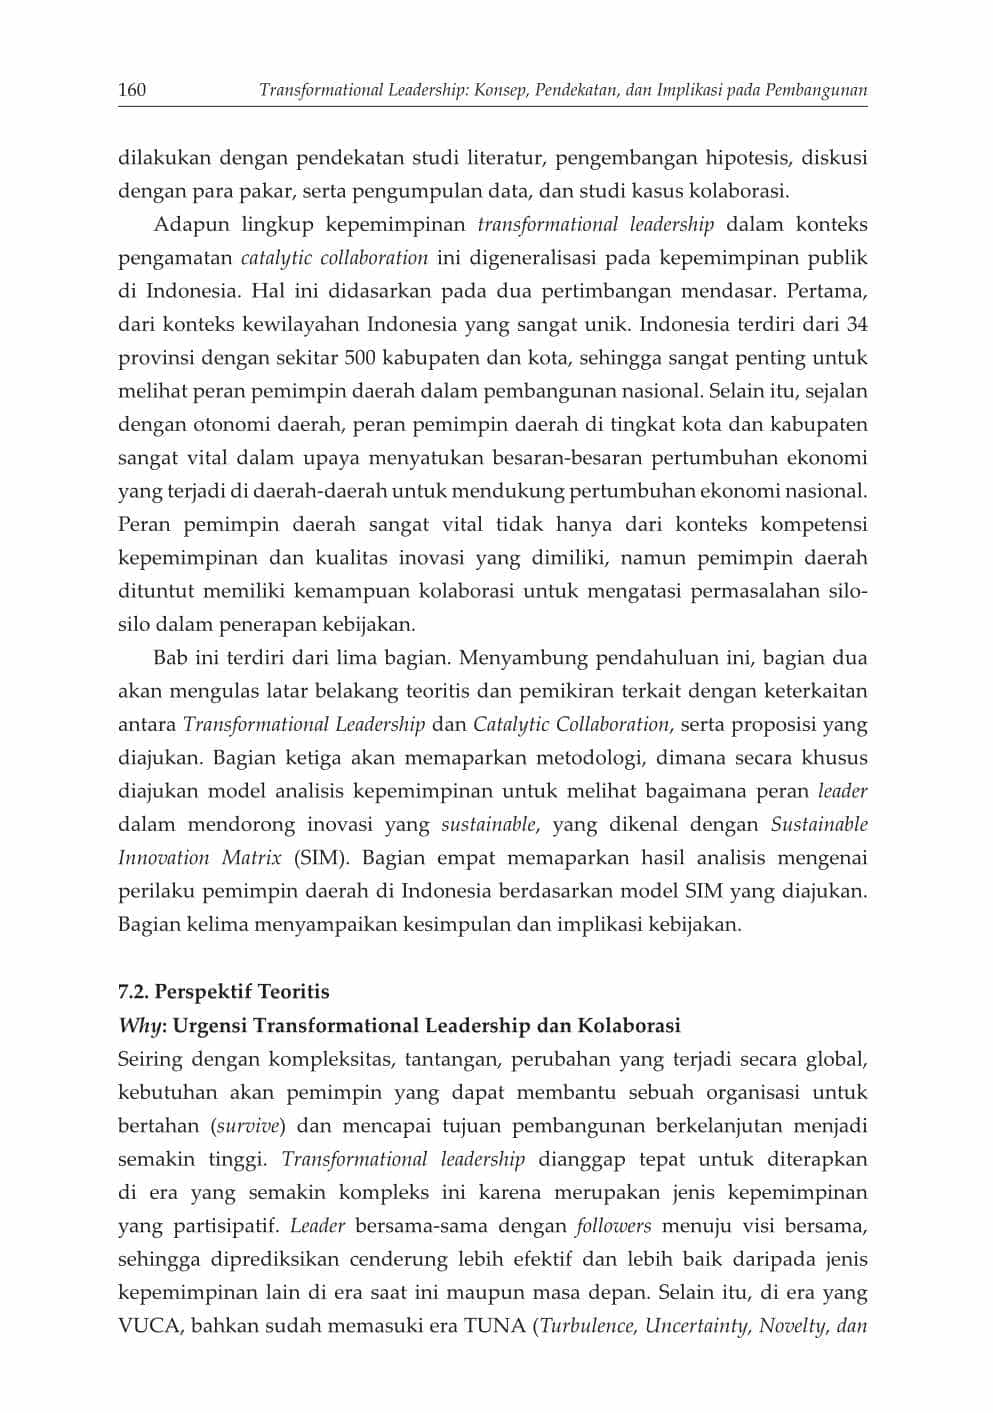 160 Transformational Leadership: Konsep, Pendekatan, dan Implikasi pada Pembangunan
dilakukan dengan pendekatan studi literatur, pengembangan hipotesis, diskusi
dengan para pakar, serta pengumpulan data, dan studi kasus kolaborasi.
Adapun lingkup kepemimpinan transformational leadership dalam konteks
pengamatan catalytic collaboration ini digeneralisasi pada kepemimpinan publik
di Indonesia. Hal ini didasarkan pada dua pertimbangan mendasar. Pertama,
dari konteks kewilayahan Indonesia yang sangat unik. Indonesia terdiri dari 34
provinsi dengan sekitar 500 kabupaten dan kota, sehingga sangat penting untuk
melihat peran pemimpin daerah dalam pembangunan nasional. Selain itu, sejalan
dengan otonomi daerah, peran pemimpin daerah di tingkat kota dan kabupaten
sangat vital dalam upaya menyatukan besaran-besaran pertumbuhan ekonomi
yang terjadi di daerah-daerah untuk mendukung pertumbuhan ekonomi nasional.
Peran pemimpin daerah sangat vital tidak hanya dari konteks kompetensi
kepemimpinan dan kualitas inovasi yang dimiliki, namun pemimpin daerah
dituntut memiliki kemampuan kolaborasi untuk mengatasi permasalahan silo-
silo dalam penerapan kebijakan.
Bab ini terdiri dari lima bagian. Menyambung pendahuluan ini, bagian dua
akan mengulas latar belakang teoritis dan pemikiran terkait dengan keterkaitan
antara Transformational Leadership dan Catalytic Collaboration, serta proposisi yang
diajukan. Bagian ketiga akan memaparkan metodologi, dimana secara khusus
diajukan model analisis kepemimpinan untuk melihat bagaimana peran leader
dalam mendorong inovasi yang sustainable, yang dikenal dengan Sustainable
Innovation Matrix (SIM). Bagian empat memaparkan hasil analisis mengenai
perilaku pemimpin daerah di Indonesia berdasarkan model SIM yang diajukan.
Bagian kelima menyampaikan kesimpulan dan implikasi kebijakan.
7.2. Perspektif Teoritis
Why: Urgensi Transformational Leadership dan Kolaborasi
Seiring dengan kompleksitas, tantangan, perubahan yang terjadi secara global,
kebutuhan akan pemimpin yang dapat membantu sebuah organisasi untuk
bertahan (survive) dan mencapai tujuan pembangunan berkelanjutan menjadi
semakin tinggi. Transformational leadership dianggap tepat untuk diterapkan
di era yang semakin kompleks ini karena merupakan jenis kepemimpinan
yang partisipatif. Leader bersama-sama dengan followers menuju visi bersama,
sehingga diprediksikan cenderung lebih efektif dan lebih baik daripada jenis
kepemimpinan lain di era saat ini maupun masa depan. Selain itu, di era yang
VUCA, bahkan sudah memasuki era TUNA (Turbulence, Uncertainty, Novelty, dan